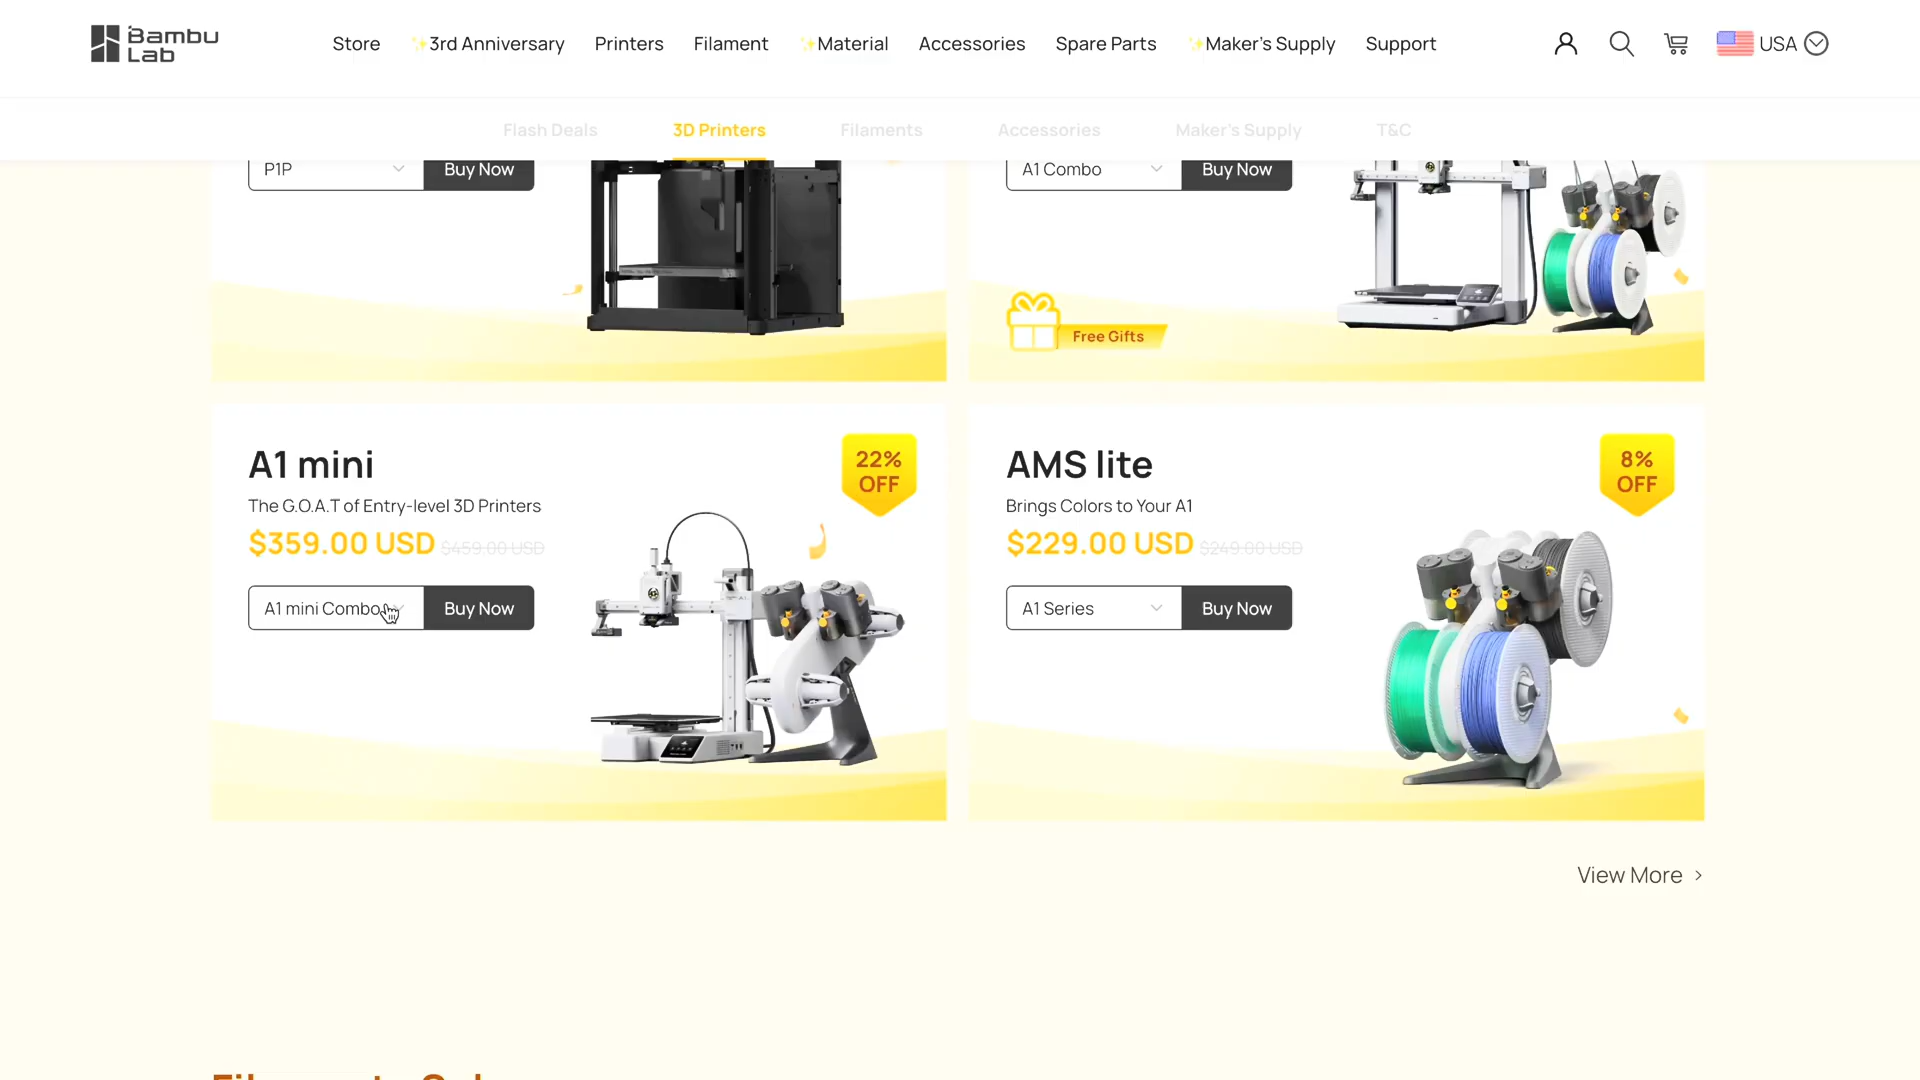 Bambu
Lab
Store
✨3rd Anniversary
Printers
Filament
✨Material
Accessories
Spare Parts
✨Maker's Supply
Support
USA
Flash Deals
3D Printers
Filaments
Accessories
Maker's Supply
T&C
P1P
Buy Now
A1 Combo
Buy Now
Free Gifts
A1 mini
22%
OFF
The G.O.A.T of Entry-level 3D Printers
$359.00 USD $459.00 USD
A1 mini Combo
Buy Now
AMS lite
8%
OFF
Brings Colors to Your A1
$229.00 USD $249.00 USD
A1 Series
Buy Now
View More >